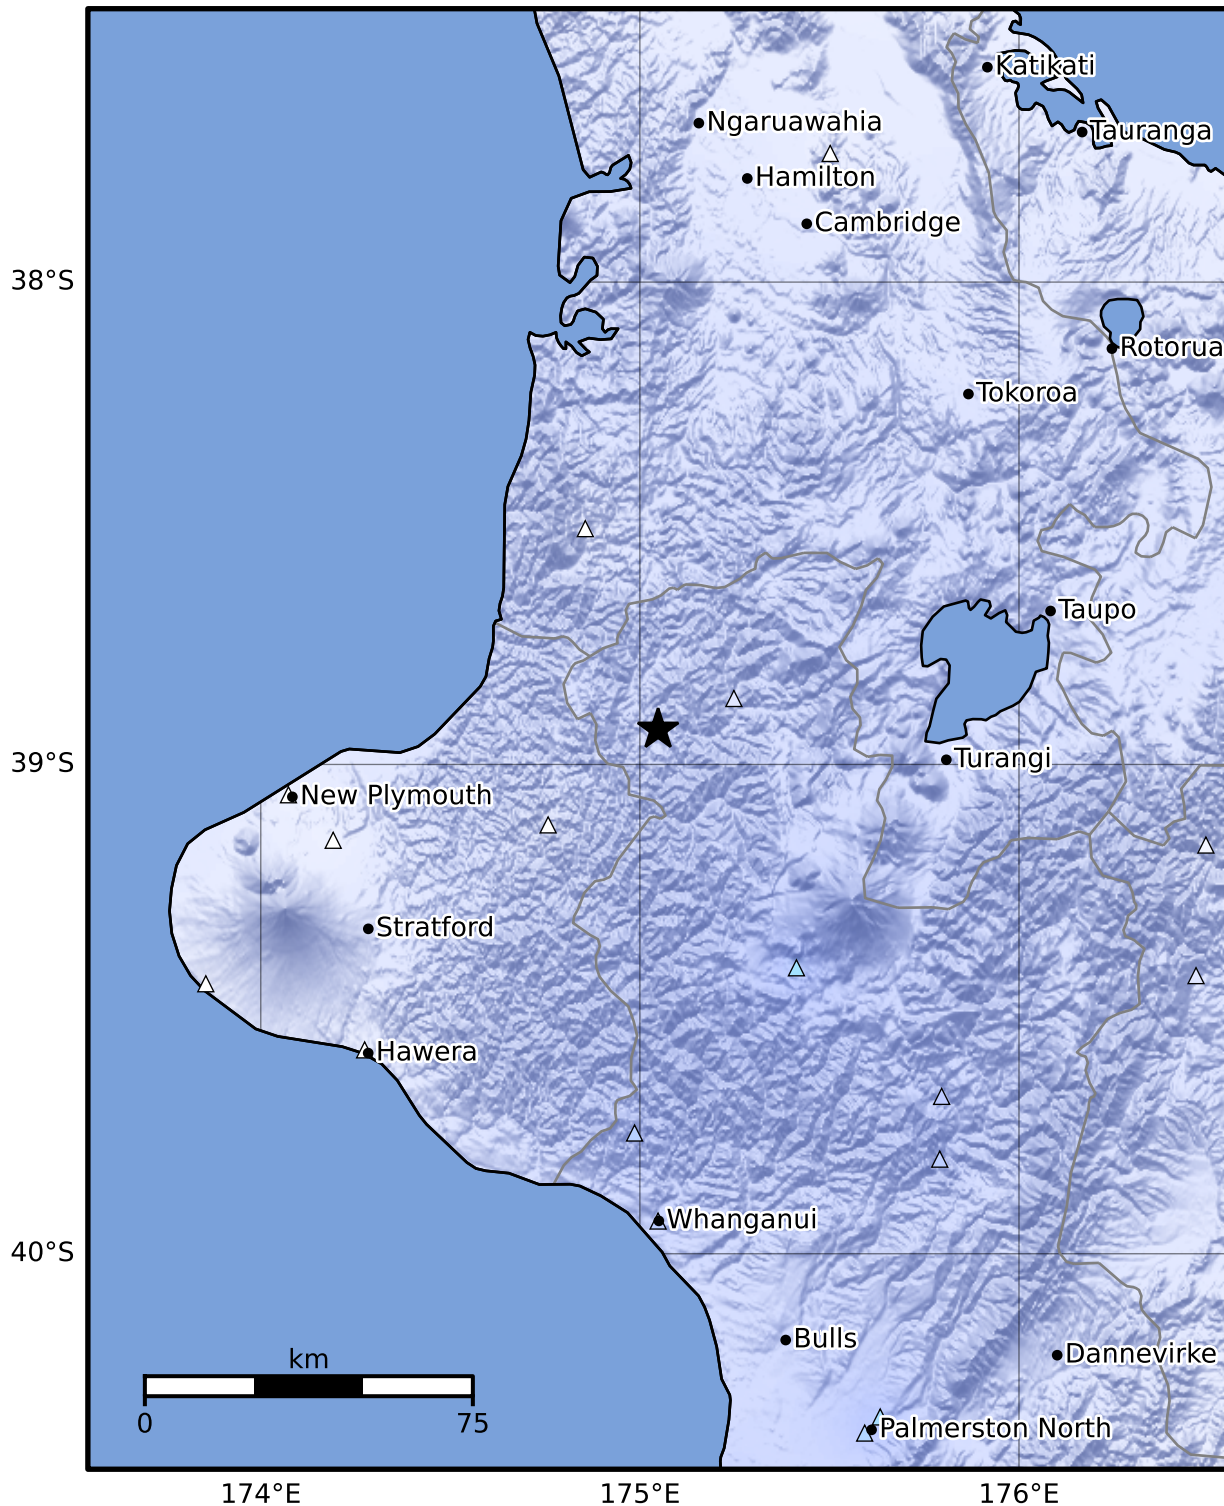 Katikati
Ngaruawahia
Tauranga
Hamilton
Cambridge
38°S
Rotorua
Tokoroa
Taupo
39°S
Turangi
New Plymouth
Stratford
Hawera
Whanganui
40°S
Bulls
km
Dannevirke
0
75
Palmerston North
174°E
175°E
176°E